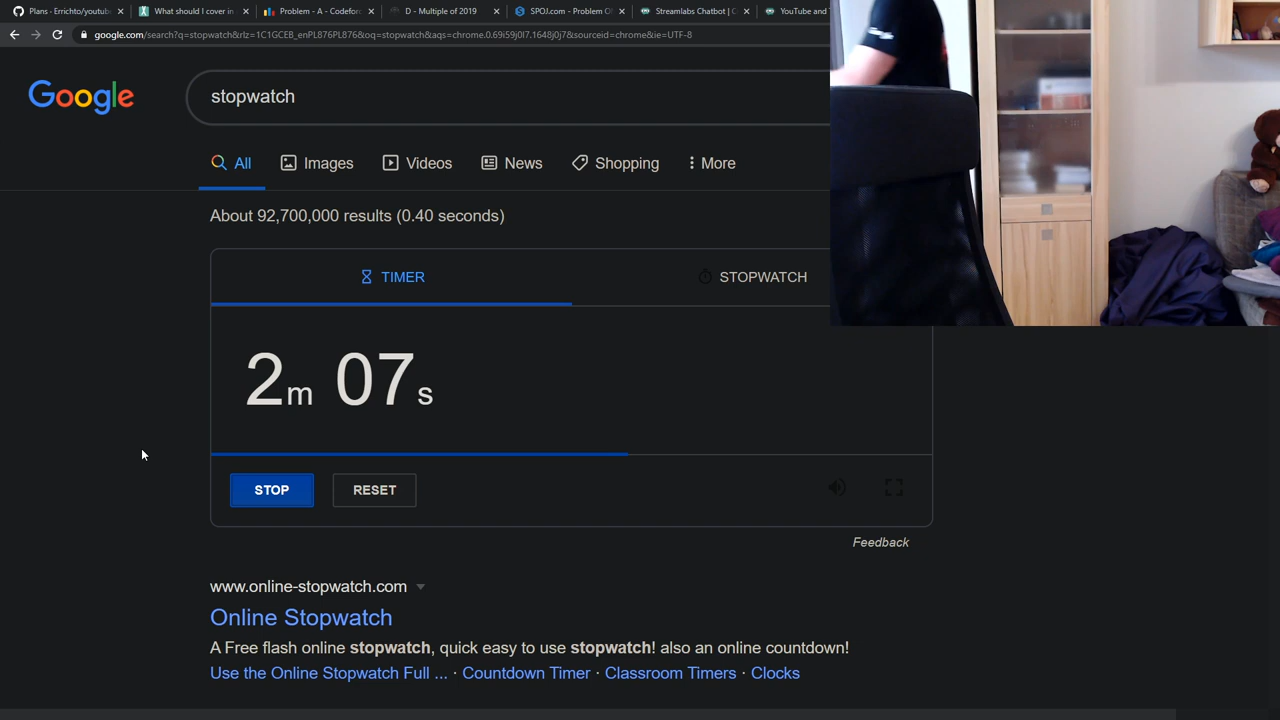 Plans - Errichto/youtub
What should I cover in
Problem - A - Codeforc
D - Multiple of 2019
SPOJ.com - Problem O
Streamlabs Chatbot | C
YouTube and
google.com/search?q=stopwatch&rlz=1C1GCEB_enPL876PL876&oq=stopwatch&aqs=chrome.0.69i59j0l7.1648j0j7&sourceid=chrome&ie=UTF-8
Google
stopwatch
All
Images
Videos
News
Shopping
More
About 92,700,000 results (0.40 seconds)
TIMER
STOPWATCH
2m 07s
STOP
RESET
Feedback
www.online-stopwatch.com
Online Stopwatch
A Free flash online stopwatch, quick easy to use stopwatch! also an online countdown!
Use the Online Stopwatch Full ... · Countdown Timer · Classroom Timers · Clocks